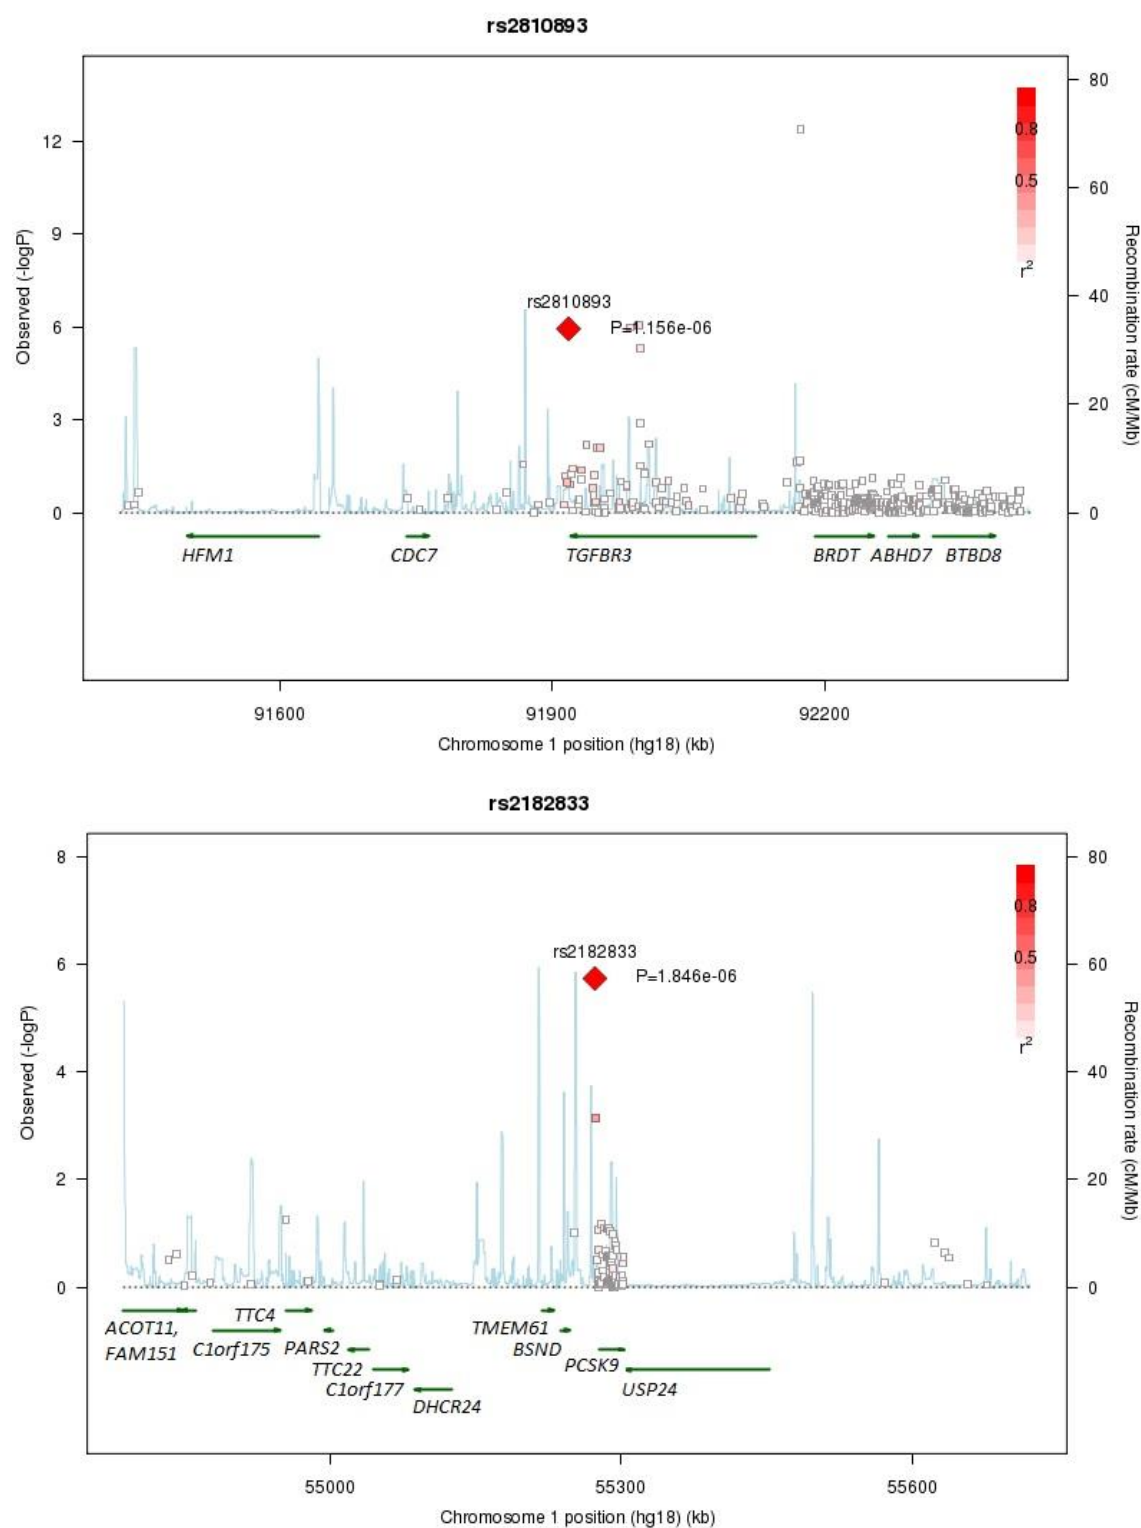 rs2810893
80
0.8
12
60
0.5
9
r²
40
rs2810893
6
P=1.156e-06
3
20
0
0
Observed (-logP)
Recombination rate (cM/Mb)
HFM1 CDC7 TGFBR3 BRDT ABHD7 BTBD8
91600 91900 92200
Chromosome 1 position (hg18) (kb)
rs2182833
8
80
0.8
rs2182833
0.5
6
P=1.846e-06
60
r²
4
40
2
20
0
0
Observed (-logP)
Recombination rate (cM/Mb)
TTC4
ACOT11, C1orf175 PARS2 TMEM61
FAM151 TTC22 BSND
C1orf177 PCSK9
DHCR24 USP24
55000 55300 55600
Chromosome 1 position (hg18) (kb)